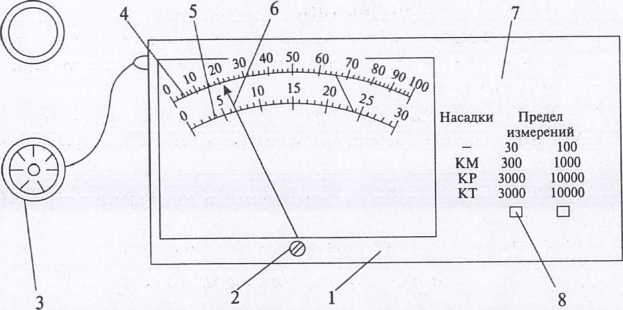 4 5 6 7
0 10 20 30 40 50 60 70 80 90 100
0 5 10 15 20 25 30
Насадки Предел
измерений
— 30 100
КМ 300 1000
КР 3000 10000
КТ 3000 10000
3 2 1 8